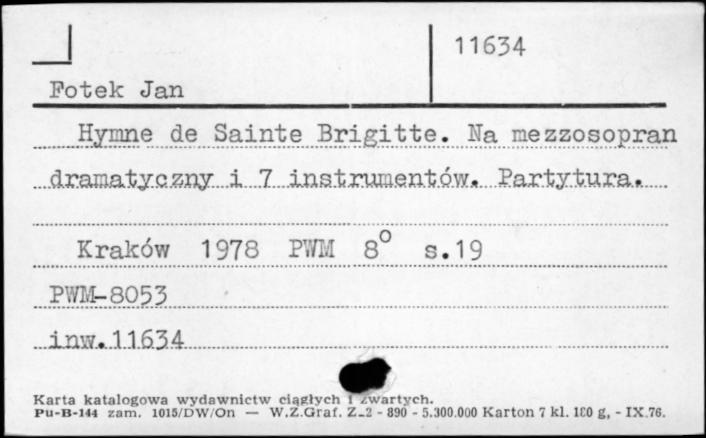 11634
Fotek Jan
Hymne de Sainte Brigitte. Na mezzosopran
dramatyczny i 7 instrumentów. Partytura.
Kraków 1978 PWM 8° s.19
PWM-8053
inw.11634
Karta katalogowa wydawnictw ciągłych i zwartych.
Pu-B-144 zam. 1015/DW/On — W.Z.Graf. Z-2 - 890 - 5.300.000 Karton 7 kl. 180 g, - IX.76.